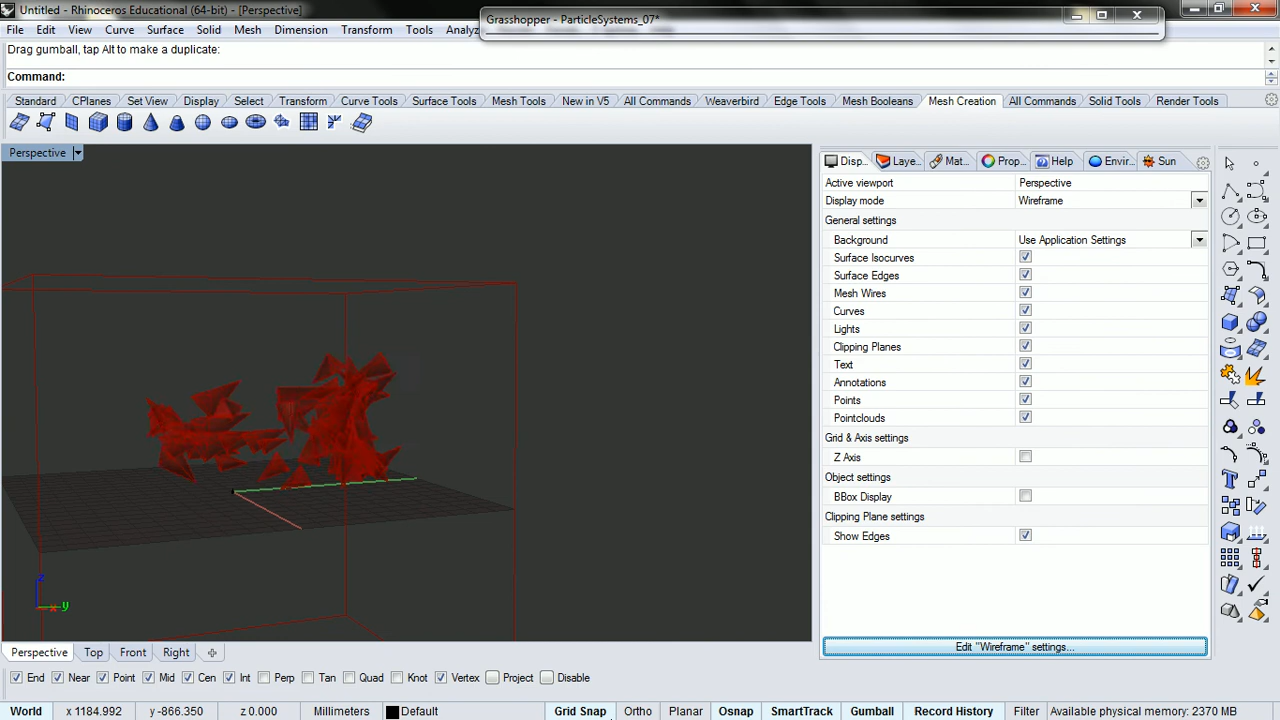 Untitled - Rhinoceros Educational (64-bit) - [Perspective]
Grasshopper - ParticleSystems_07*
File Edit View Curve Surface Solid Mesh Dimension Transform Tools Analyz
Drag gumball, tap Alt to make a duplicate:
Command:
Standard CPlanes Set View Display Select Viewport Layout Transform Curve Tools Surface Tools Mesh Tools New in V5 All Commands Weaverbird Edge Tools Mesh Booleans Mesh Creation All Commands Solid Tools Render Tools
Perspective
Disp... Laye... Mat... Prop... Help Envir... Sun
Active viewport Perspective
Display mode Wireframe
General settings
Background Use Application Settings
Surface Isocurves
Surface Edges
Mesh Wires
Curves
Lights
Clipping Planes
Text
Annotations
Points
Pointclouds
Grid & Axis settings
Z Axis
Object settings
BBox Display
Clipping Plane settings
Show Edges
z
x y
Edit "Wireframe" settings...
Perspective Top Front Right
End Near Point Mid Cen Int Perp Tan Quad Knot Vertex Project Disable
World x 1184.992 y -866.350 z 0.000 Millimeters Default Grid Snap Ortho Planar Osnap SmartTrack Gumball Record History Filter Available physical memory: 2370 MB